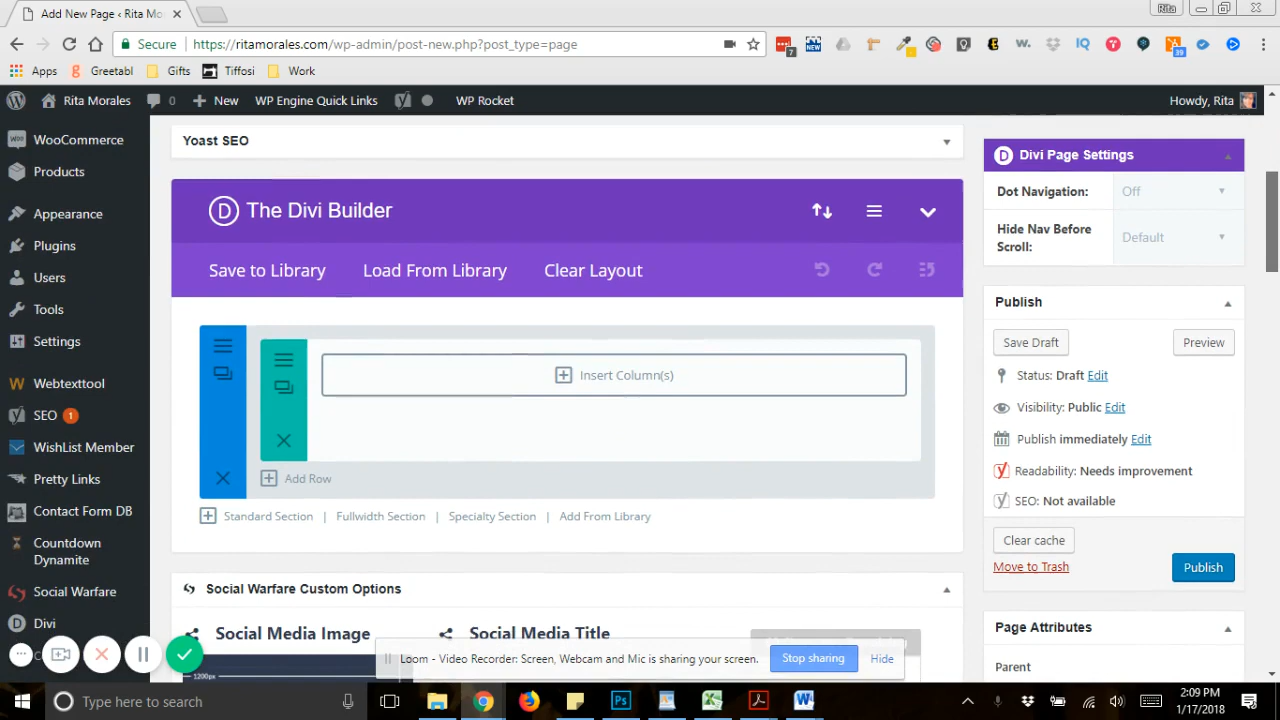 Add New Page ‹ Rita Mo
Rita
Secure
https://ritamorales.com/wp-admin/post-new.php?post_type=page
NEW
7
39
Apps
Greetabl
Gifts
Tiffosi
Work
Rita Morales
0
New
WP Engine Quick Links
WP Rocket
Howdy, Rita
WooCommerce
Products
Appearance
Plugins
Users
Tools
Settings
Webtexttool
SEO 1
WishList Member
Pretty Links
Contact Form DB
Countdown
Dynamite
Social Warfare
Divi
Yoast SEO
The Divi Builder
Save to Library
Load From Library
Clear Layout
Insert Column(s)
Add Row
Standard Section | Fullwidth Section | Specialty Section | Add From Library
Social Warfare Custom Options
Social Media Image
Social Media Title
1200px
Divi Page Settings
Dot Navigation: Off
Hide Nav Before
Scroll:
Default
Publish
Save Draft
Preview
Status: Draft Edit
Visibility: Public Edit
Publish immediately Edit
Readability: Needs improvement
SEO: Not available
Clear cache
Move to Trash
Publish
Page Attributes
Parent
Loom - Video Recorder: Screen, Webcam and Mic is sharing your screen.
Stop sharing
Hide
Type here to search
2:09 PM
1/17/2018